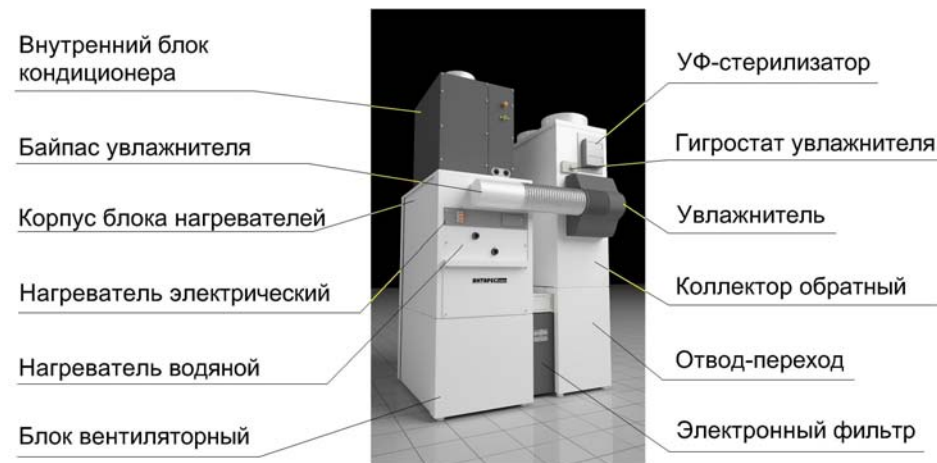 Внутренний блок
кондиционера
Байпас увлажнителя
Корпус блока нагревателей
Нагреватель электрический
Нагреватель водяной
Блок вентиляторный
УФ-стерилизатор
Гигростат увлажнителя
Увлажнитель
Коллектор обратный
Отвод-переход
Электронный фильтр